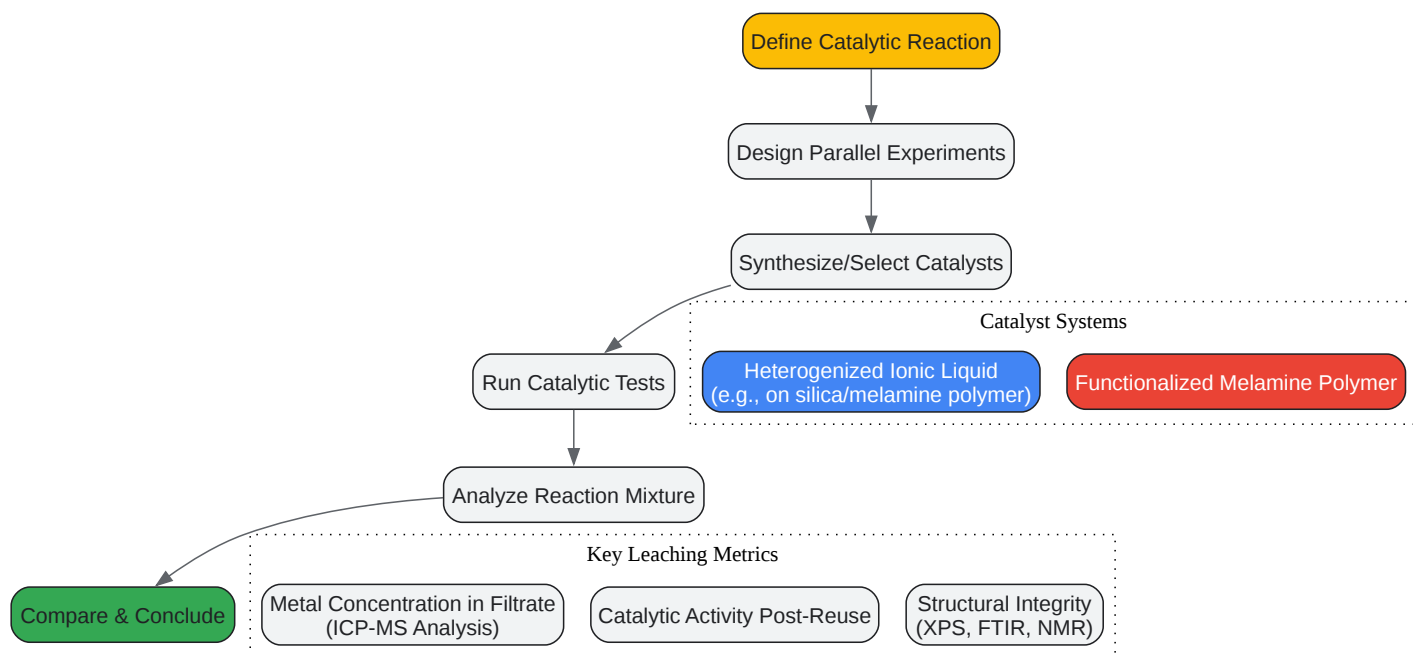 Define Catalytic Reaction
Design Parallel Experiments
Synthesize/Select Catalysts
Catalyst Systems
Run Catalytic Tests
Heterogenized Ionic Liquid
(e.g., on silica/melamine polymer)
Functionalized Melamine Polymer
Analyze Reaction Mixture
Key Leaching Metrics
Compare & Conclude
Metal Concentration in Filtrate
(ICP-MS Analysis)
Catalytic Activity Post-Reuse
Structural Integrity
(XPS, FTIR, NMR)